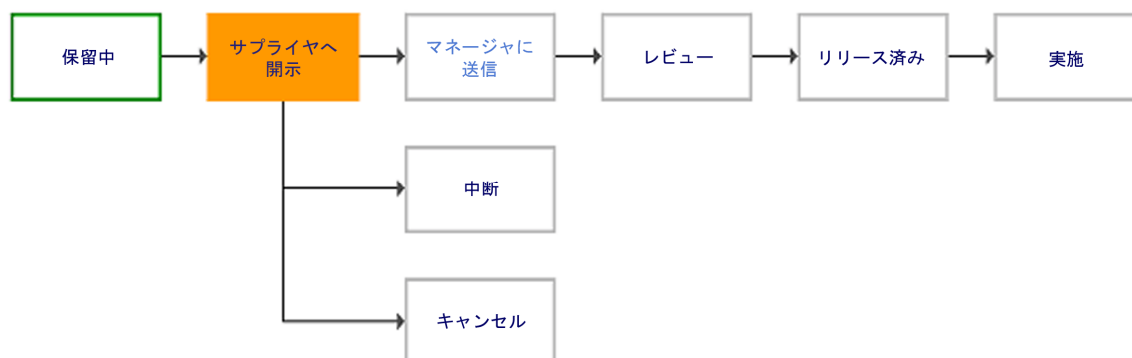 保留中
サプライヤへ
開示
マネージャに
送信
レビュー
リリース済み
実施
中断
キャンセル